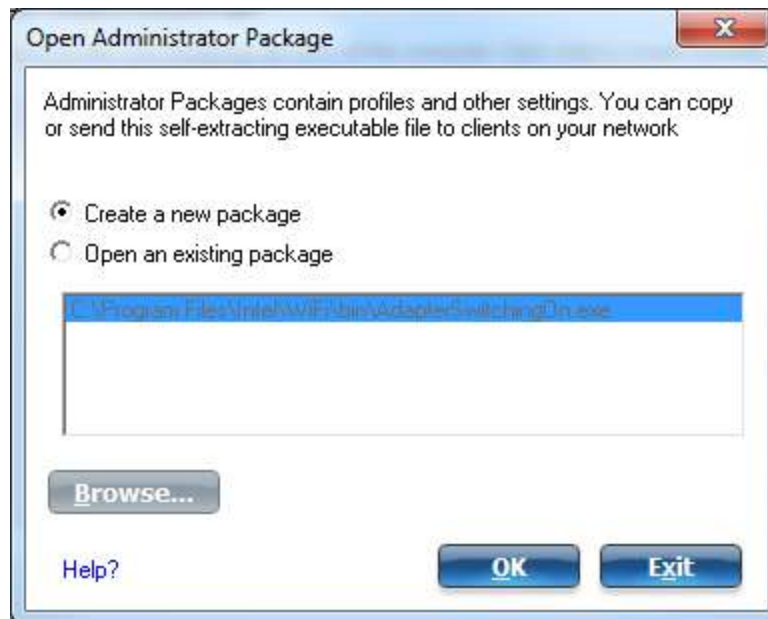 Open Administrator Package
Administrator Packages contain profiles and other settings. You can copy
or send this self-extracting executable file to clients on your network
Create a new package
Open an existing package
C:\Program Files\Intel\WiFi\bin\AdapterSwitchingOn.exe
Browse...
Help?
OK
Exit